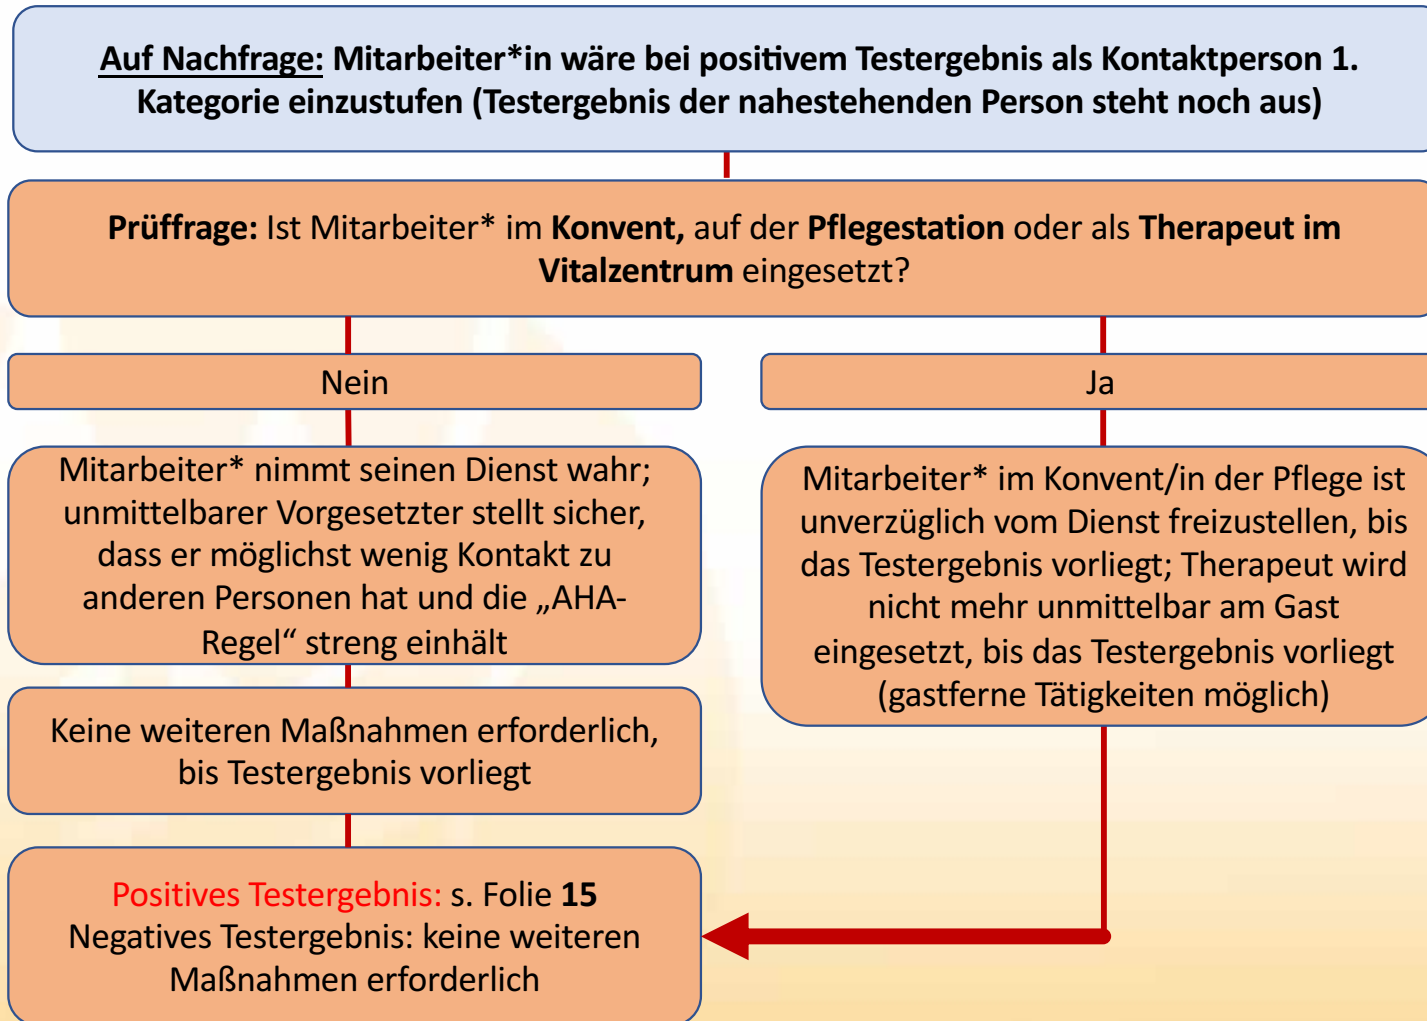 Auf Nachfrage: Mitarbeiter*in wäre bei positivem Testergebnis als Kontaktperson 1.
Kategorie einzustufen (Testergebnis der nahestehenden Person steht noch aus)
Prüffrage: Ist Mitarbeiter* im Konvent, auf der Pflegestation oder als Therapeut im
Vitalzentrum eingesetzt?
Nein
Mitarbeiter* nimmt seinen Dienst wahr;
unmittelbarer Vorgesetzter stellt sicher,
dass er möglichst wenig Kontakt zu
anderen Personen hat und die „AHA-
Regel“ streng einhält
Keine weiteren Maßnahmen erforderlich,
bis Testergebnis vorliegt
Ja
Mitarbeiter* im Konvent/in der Pflege ist
unverzüglich vom Dienst freizustellen, bis
das Testergebnis vorliegt; Therapeut wird
nicht mehr unmittelbar am Gast
eingesetzt, bis das Testergebnis vorliegt
(gastferne Tätigkeiten möglich)
Positives Testergebnis: s. Folie 15
Negatives Testergebnis: keine weiteren
Maßnahmen erforderlich